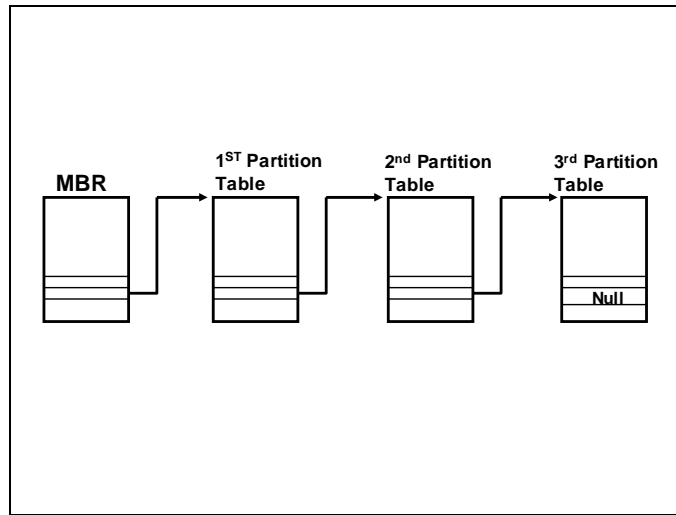 MBR
1ST Partition
Table
2nd Partition
Table
3rd Partition
Table
Null